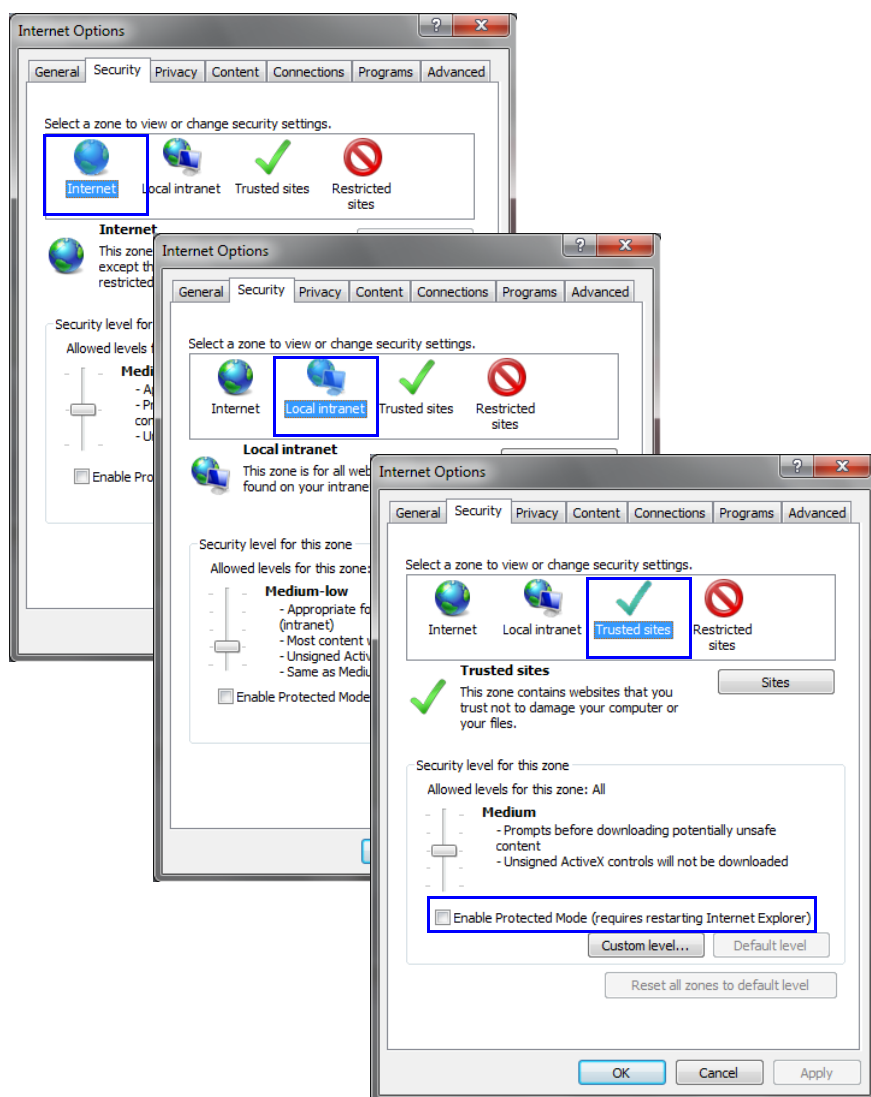 Internet Options
?
X
General Security Privacy Content Connections Programs Advanced
Select a zone to view or change security settings.
Internet
Local intranet
Trusted sites
Restricted
sites
Internet
This zone
except th
restricted
Security level for
Allowed levels
Medi
- A
- Pr
con
- U
Enable Pro
Internet Options
?
X
General Security Privacy Content Connections Programs Advanced
Select a zone to view or change security settings.
Internet
Local intranet
Trusted sites
Restricted
sites
Local intranet
This zone is for all web
found on your intrane
Security level for this zone
Allowed levels for this zone:
Medium-low
- Appropriate fo
(intranet)
- Most content w
- Unsigned Activ
- Same as Mediu
Enable Protected Mode
Internet Options
?
X
General Security Privacy Content Connections Programs Advanced
Select a zone to view or change security settings.
Internet
Local intranet
Trusted sites
Restricted
sites
Trusted sites
Sites
This zone contains websites that you
trust not to damage your computer or
your files.
Security level for this zone
Allowed levels for this zone: All
Medium
- Prompts before downloading potentially unsafe
content
- Unsigned ActiveX controls will not be downloaded
Enable Protected Mode (requires restarting Internet Explorer)
Custom level... Default level
Reset all zones to default level
OK Cancel Apply